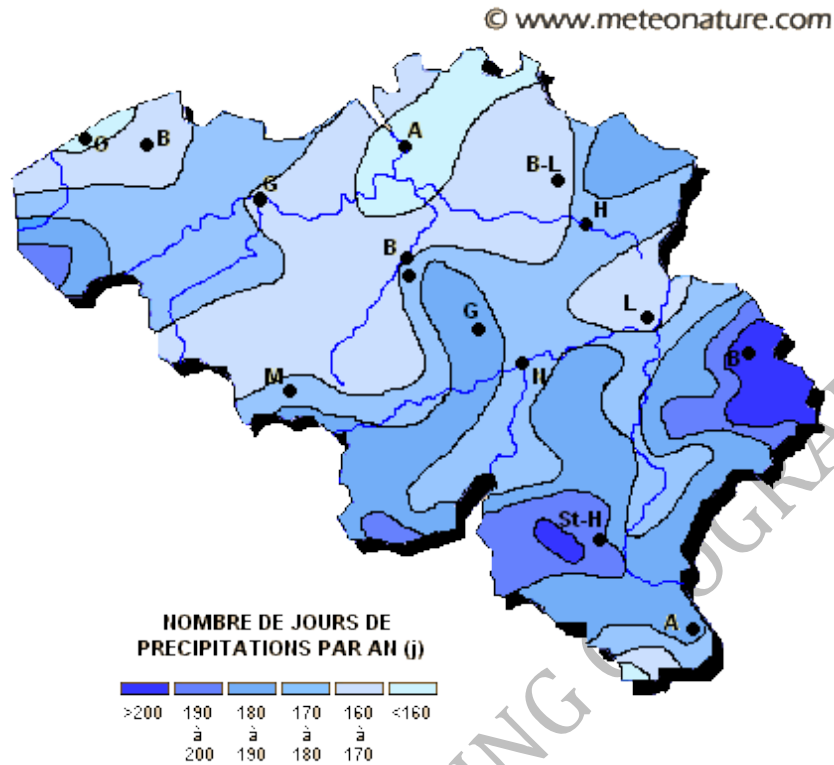 © www.meteonature.com
A
O
B
B-L
G
H
B
L
G
B
M
N
St-H
A
NOMBRE DE JOURS DE
PRECIPITATIONS PAR AN (j)
>200 190 180 170 160 <160
à à à à
200 190 180 170